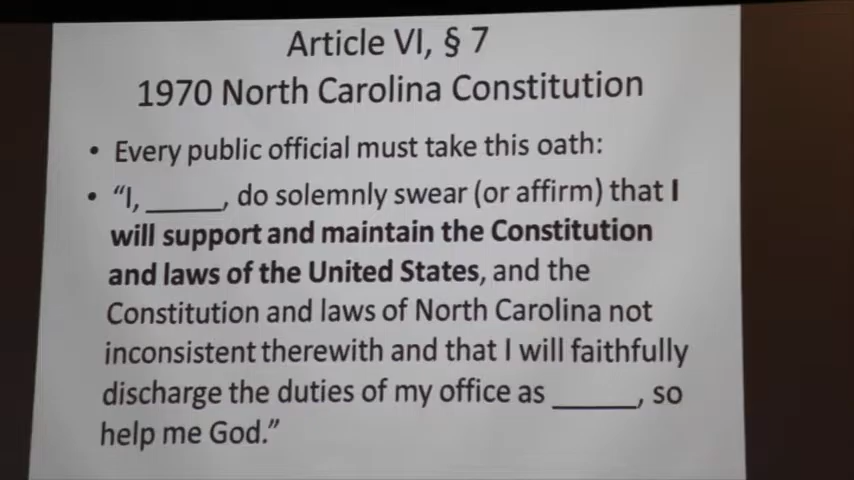 Article VI, § 7
1970 North Carolina Constitution
• Every public official must take this oath:
• “I, _____, do solemnly swear (or affirm) that I
will support and maintain the Constitution
and laws of the United States, and the
Constitution and laws of North Carolina not
inconsistent therewith and that I will faithfully
discharge the duties of my office as _____, so
help me God.”